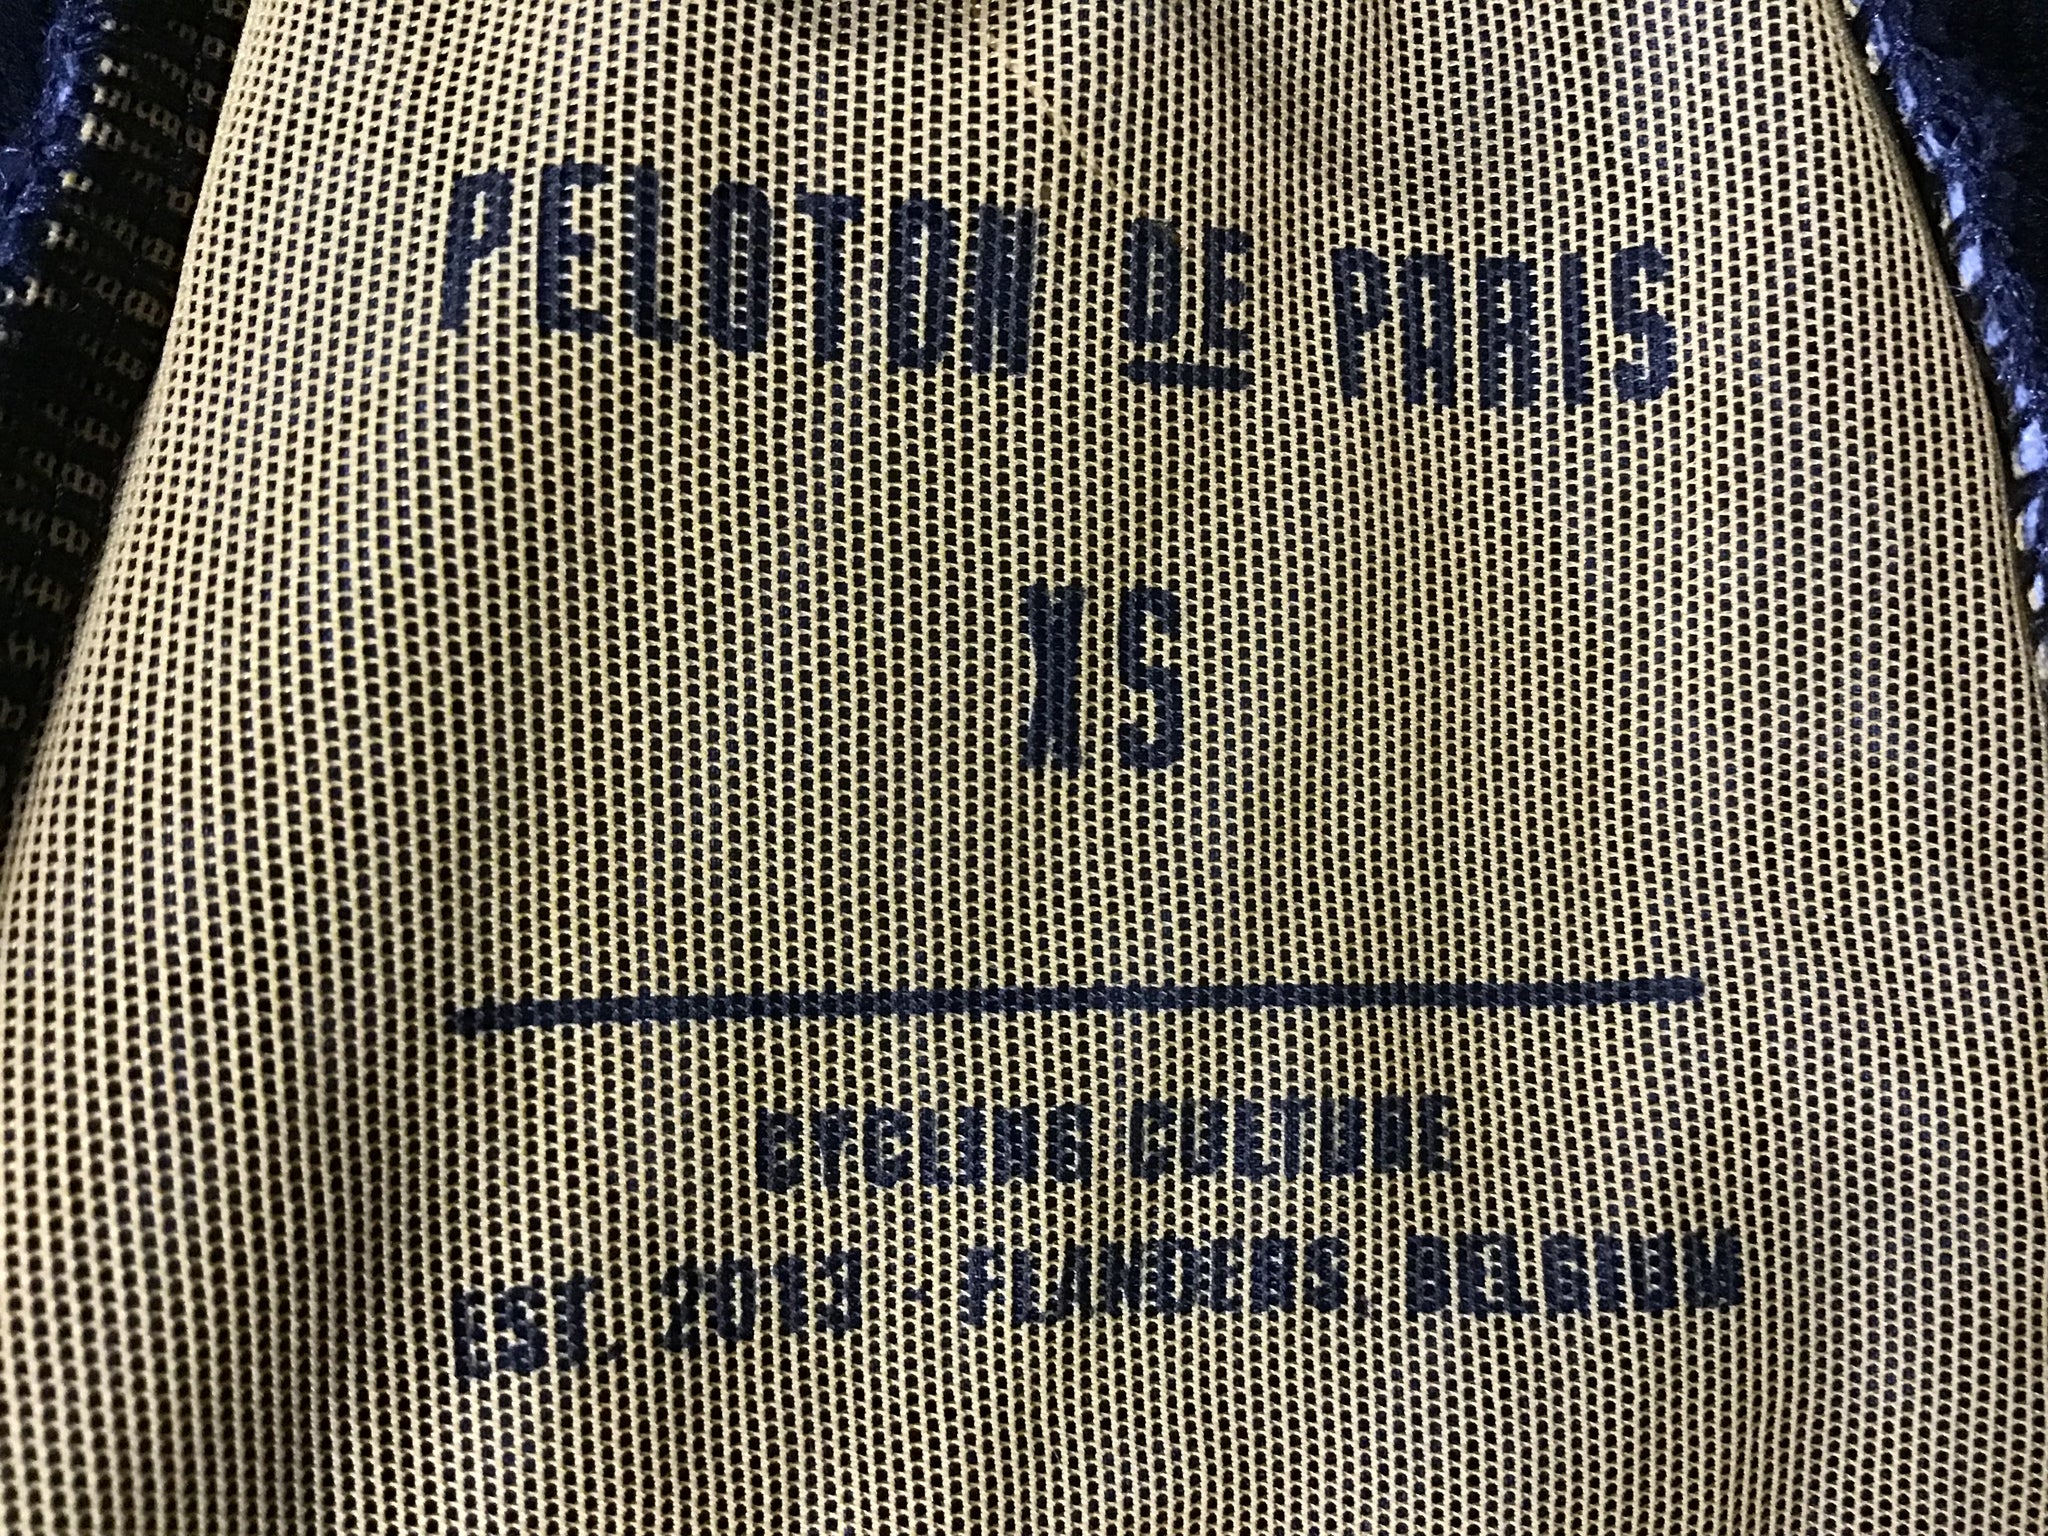 PELOTON DE PARIS
XS
CYCLING CULTURE
EST. 2013 - FLANDERS, BELGIUM